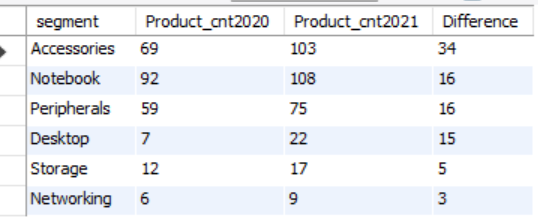 segment Product_cnt2020 Product_cnt2021 Difference
Accessories 69 103 34
Notebook 92 108 16
Peripherals 59 75 16
Desktop 7 22 15
Storage 12 17 5
Networking 6 9 3